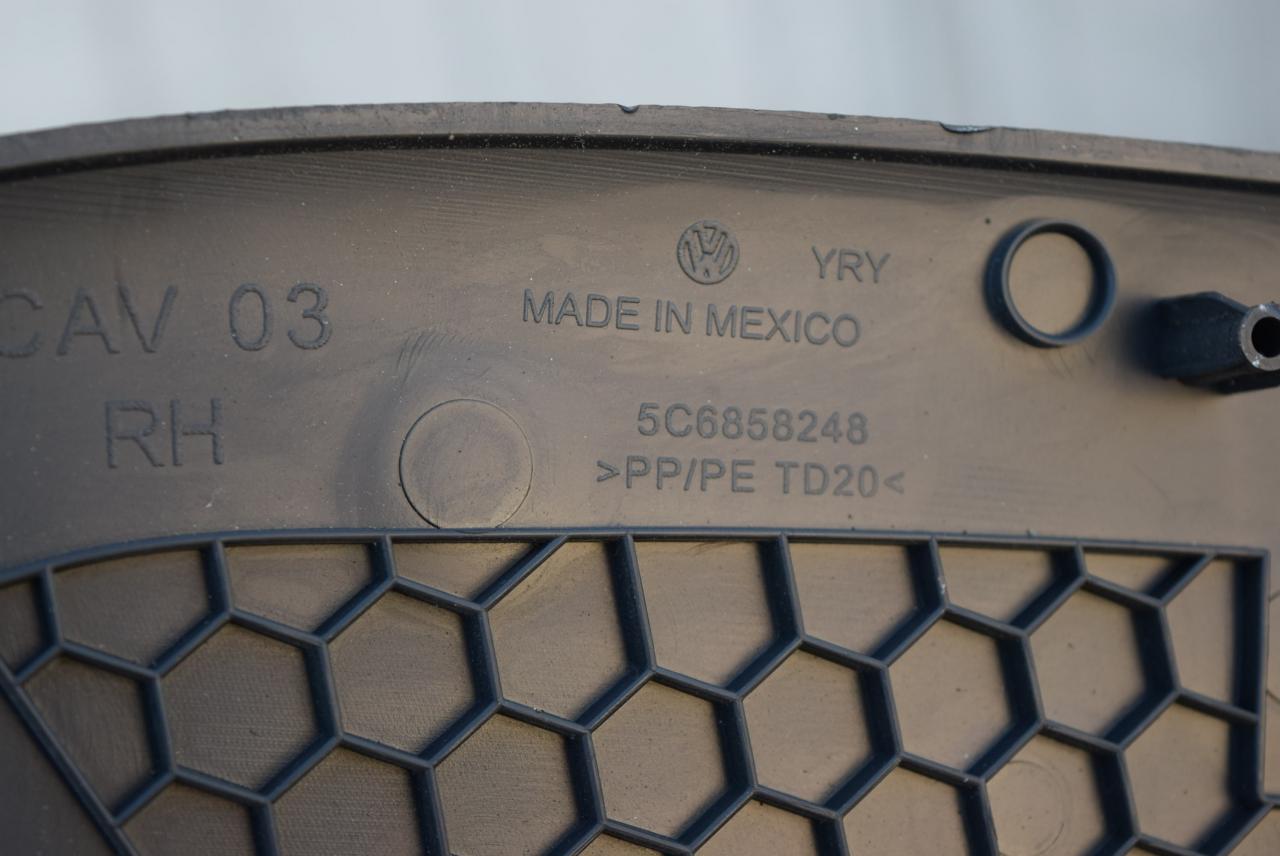 YRY
MADE IN MEXICO
CAV 03
RH
5C6858248
>PP/PE TD20<